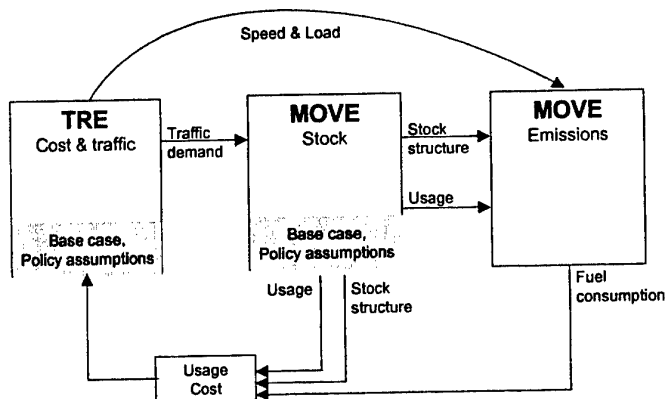 Speed & Load
TRE
Cost & traffic
Traffic
demand
MOVE
Stock
Stock
structure
Usage
MOVE
Emissions
Base case,
Policy assumptions
Base case,
Policy assumptions
Usage
Stock
structure
Fuel
consumption
Usage
Cost